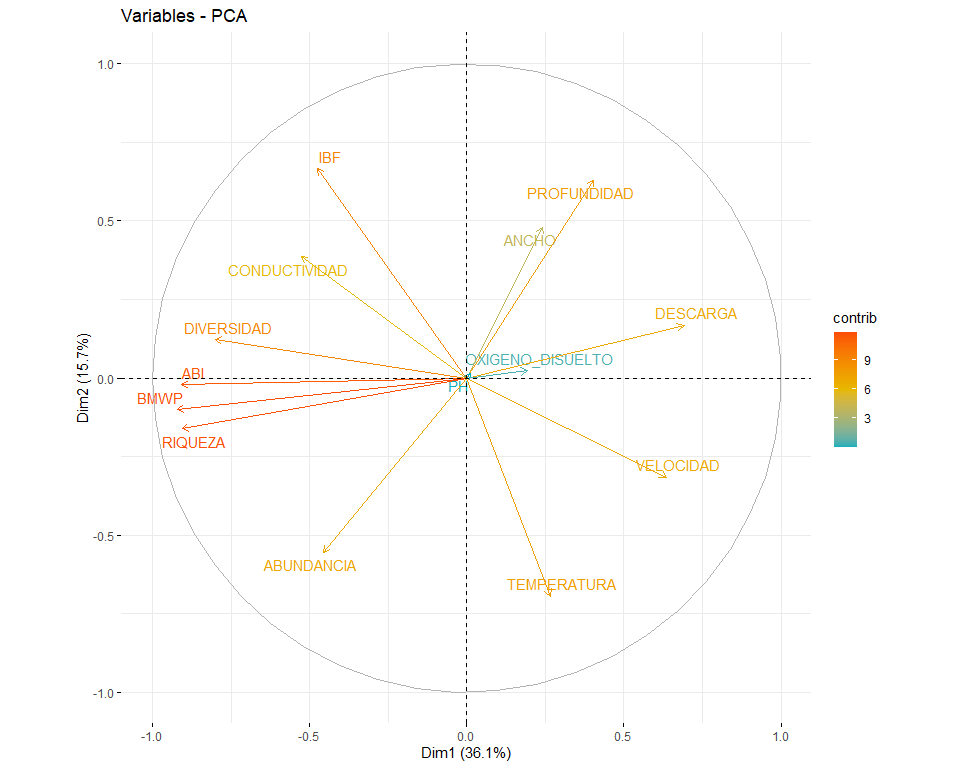 Variables - PCA
1.0
IBF
PROFUNDIDAD
0.5
ANCHO
CONDUCTIVIDAD
DIVERSIDAD
DESCARGA
contrib
9
6
3
OXIGENO_DISUELTO
ABI
0.0
PH
BMWP
RIQUEZA
VELOCIDAD
-0.5
ABUNDANCIA
TEMPERATURA
-1.0
Dim2 (15.7%)
-1.0 -0.5 0.0 0.5 1.0
Dim1 (36.1%)